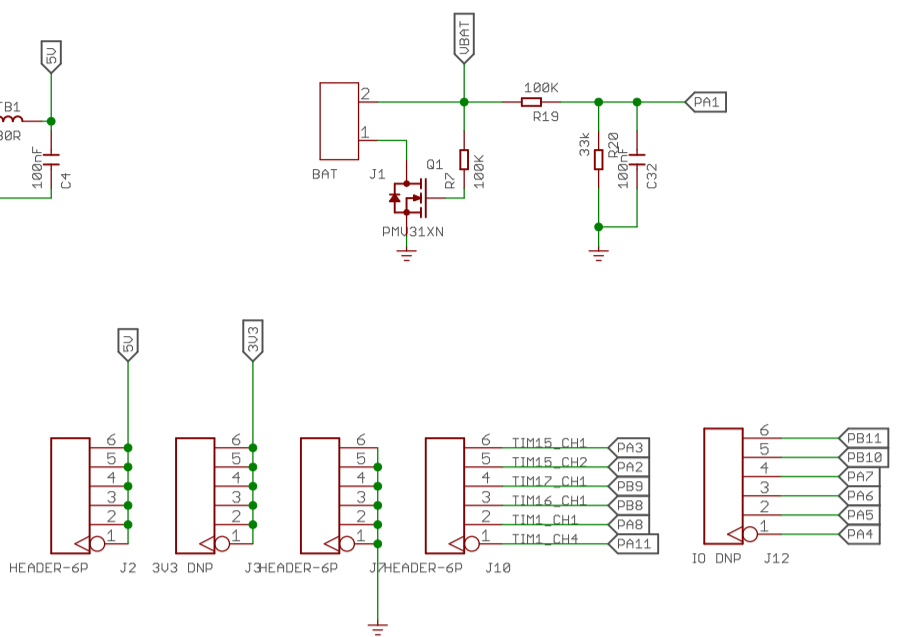 5V
VBAT
TB1
100nF
C4
2
1
BAT
J1
Q1
PMV31XN
R7
100K
100K
R19
PA1
33k
R20
100nF
C32
5V
3V3
6
5
4
3
2
1
HEADER-6P
J2
6
5
4
3
2
1
3V3 DNP
J3
6
5
4
3
2
1
HEADER-6P
J7
6 TIM15_CH1 PA3
5 TIM15_CH2 PA2
4 TIM17_CH1 PB9
3 TIM16_CH1 PB8
2 TIM1_CH1 PA8
1 TIM1_CH4 PA11
HEADER-6P
J10
6 PB11
5 PB10
4 PA7
3 PA6
2 PA5
1 PA4
IO DNP
J12